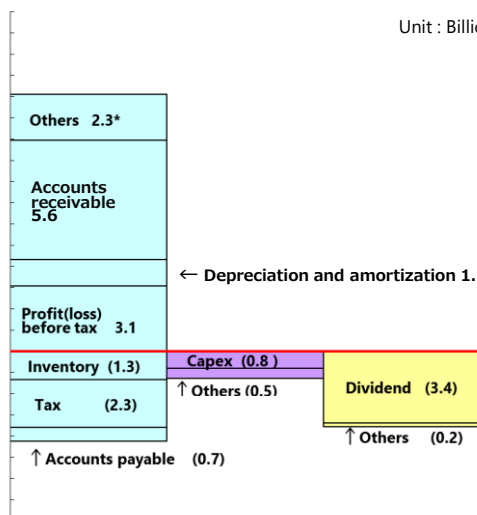 Unit : Billic
Others 2.3*
Accounts
receivable
5.6
← Depreciation and amortization 1.
Profit(loss)
before tax 3.1
Inventory (1.3)
Capex (0.8 )
↑ Others (0.5)
Dividend (3.4)
Tax (2.3)
↑ Others (0.2)
↑ Accounts payable (0.7)